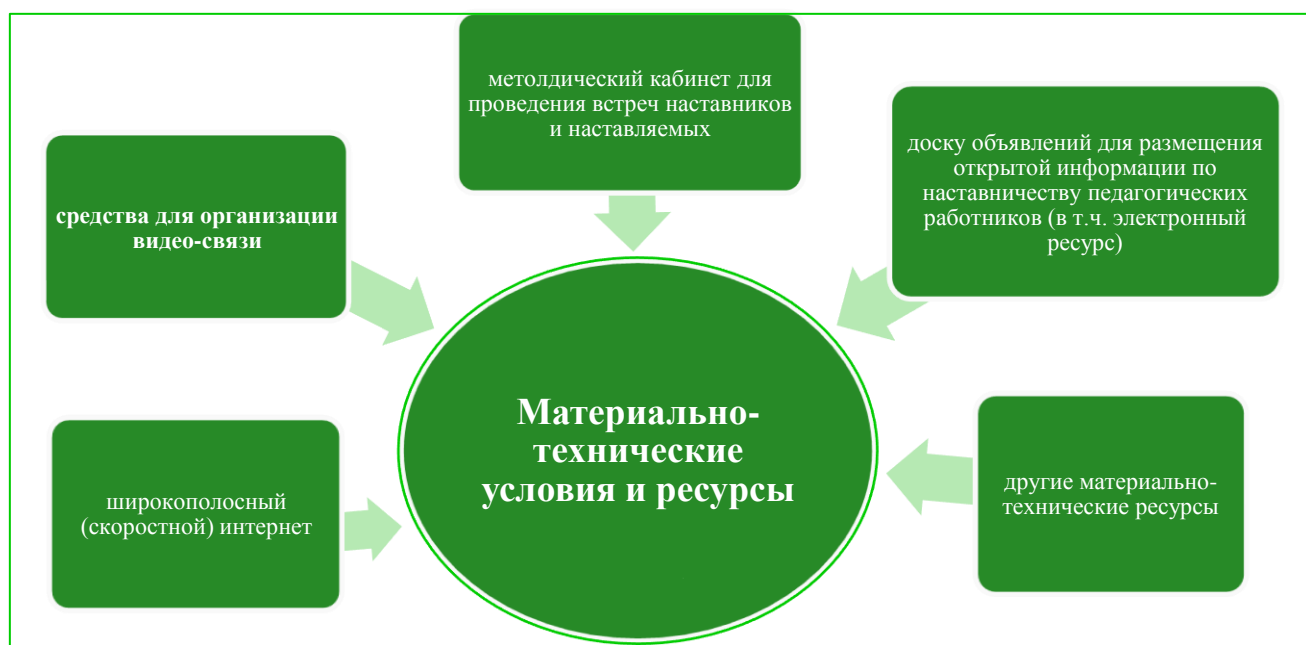 метолдический кабинет для
проведения встреч наставников
и наставляемых
средства для организации
видео-связи
доску объявлений для размещения
открытой информации по
наставничеству педагогических
работников (в т.ч. электронный
ресурс)
Материально-
технические
условия и ресурсы
широкополосный
(скоростной) интернет
другие материально-
технические ресурсы